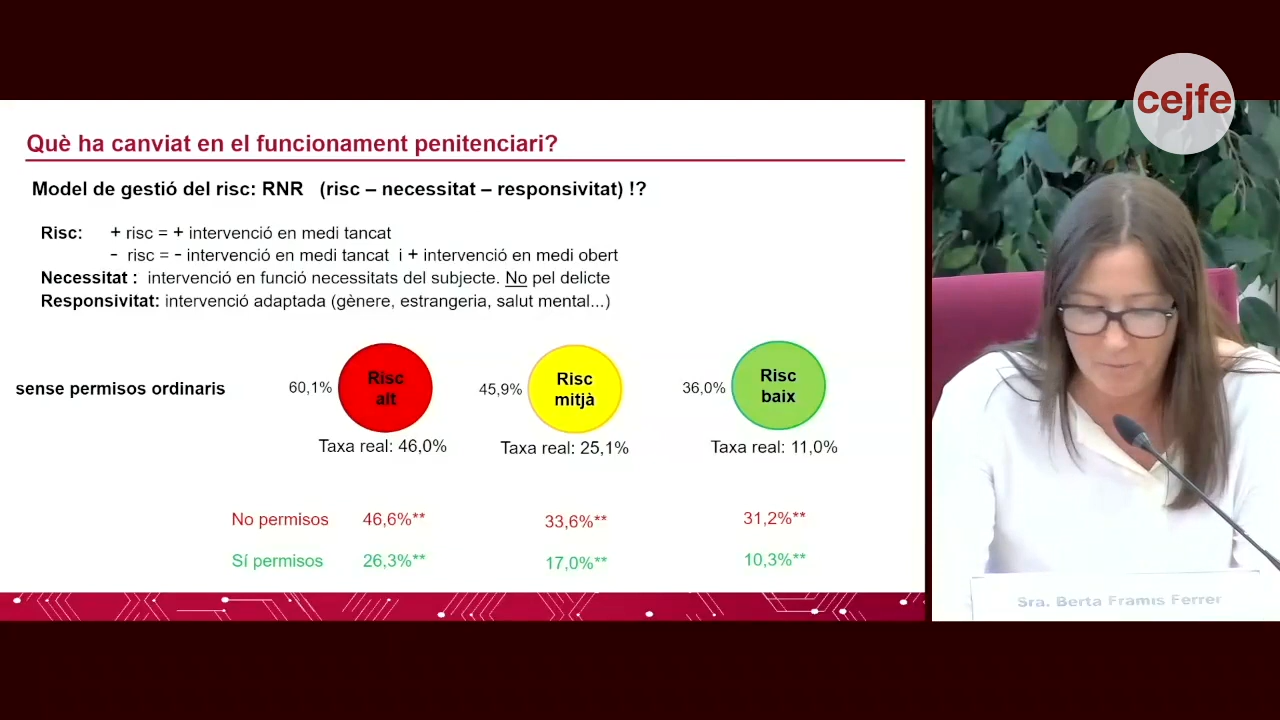 cejfe
Què ha canviat en el funcionament penitenciari?
Model de gestió del risc: RNR (risc – necessitat – responsivitat) !?
Risc: + risc = + intervenció en medi tancat
- risc = - intervenció en medi tancat i + intervenció en medi obert
Necessitat : intervenció en funció necessitats del subjecte. No pel delicte
Responsivitat: intervenció adaptada (gènere, estrangeria, salut mental...)
sense permisos ordinaris 60,1% Risc alt 45,9% Risc mitjà 36,0% Risc baix
Taxa real: 46,0% Taxa real: 25,1% Taxa real: 11,0%
No permisos 46,6%** 33,6%** 31,2%**
Sí permisos 26,3%** 17,0%** 10,3%**
Sra. Berta Framis Ferrer